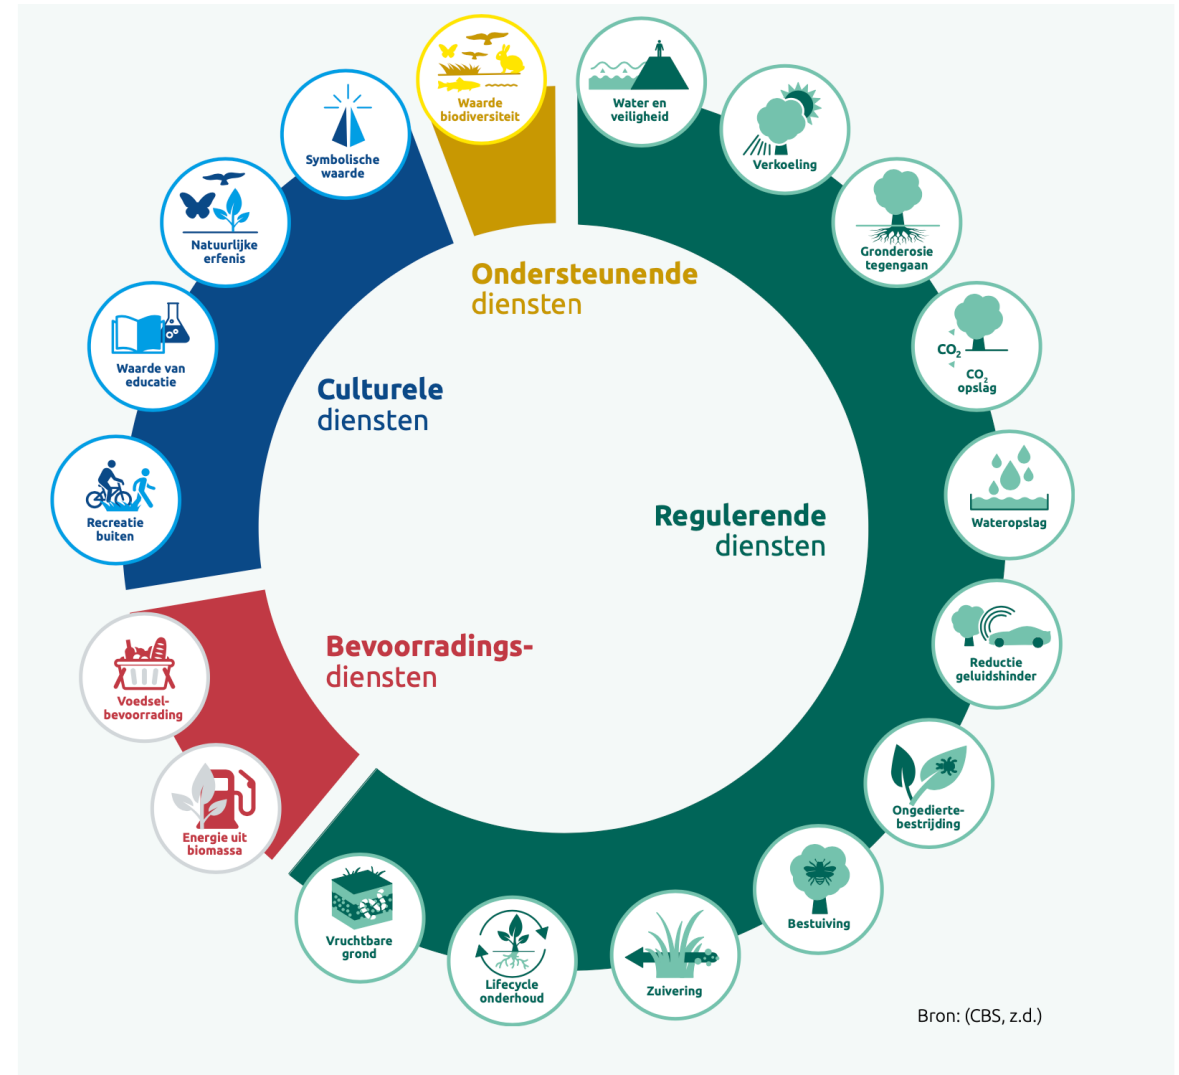 Waarde
biodiversiteit
Water en
veiligheid
Verkoeling
Gronderosie
tegengaan
CO2
CO2
opslag
Wateropslag
Reductie
geluidshinder
Ongedierte-
bestrijding
Bestuiving
Zuivering
Lifecycle
onderhoud
Vruchtbare
grond
Energie uit
biomassa
Voedsel-
bevoorrading
Recreatie
buiten
Waarde van
educatie
Natuurlijke
erfenis
Symbolische
waarde
Ondersteunende
diensten
Culturele
diensten
Regulerende
diensten
Bevoorradings-
diensten
Bron: (CBS, z.d.)